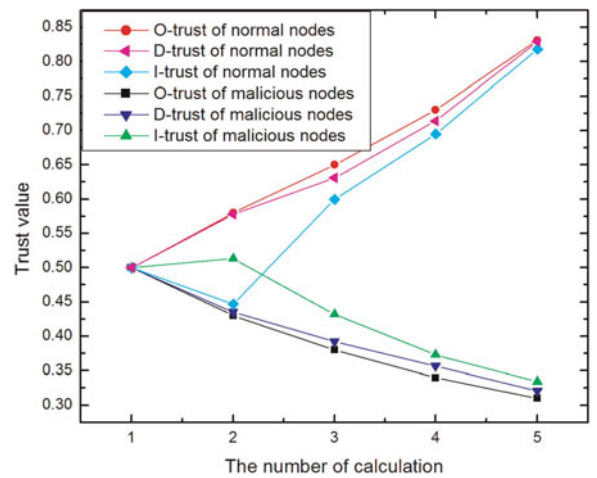 0.85
0.80
0.75
0.70
0.65
0.60
0.55
0.50
0.45
0.40
0.35
0.30
Trust value
O-trust of normal nodes
D-trust of normal nodes
I-trust of normal nodes
O-trust of malicious nodes
D-trust of malicious nodes
I-trust of malicious nodes
1
2
3
4
5
The number of calculation